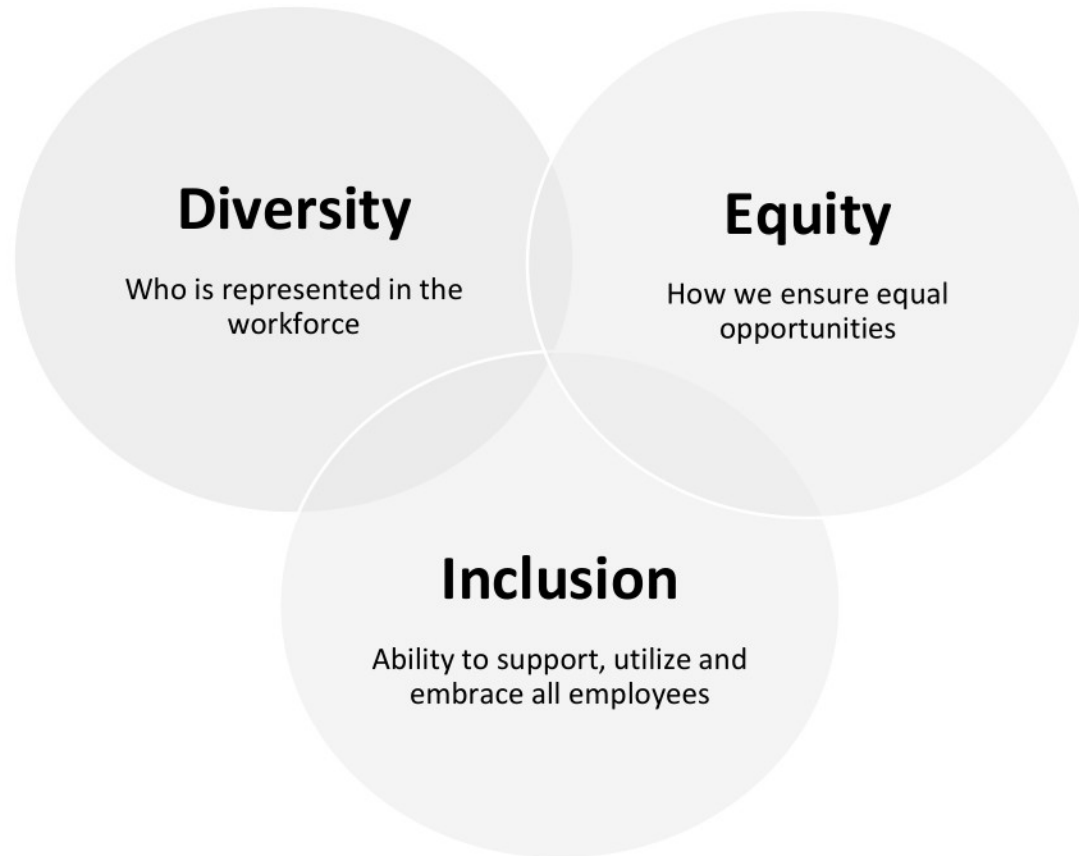 Diversity
Who is represented in the
workforce
Equity
How we ensure equal
opportunities
Inclusion
Ability to support, utilize and
embrace all employees